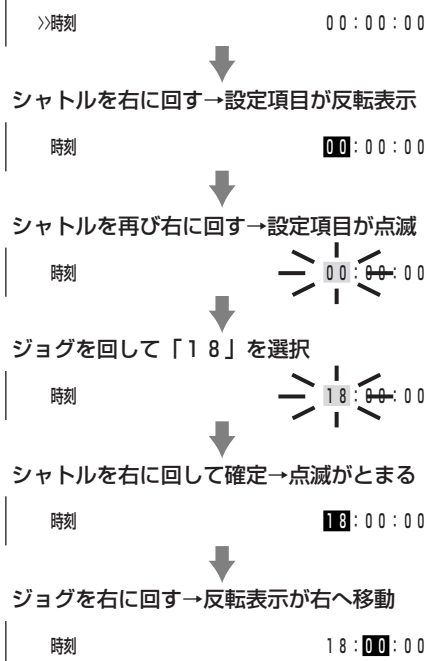 »時刻 00:00:00
シャトルを右に回す→設定項目が反転表示
時刻 00:00:00
シャトルを再び右に回す→設定項目が点滅
時刻 00:00:00
ジョグを回して「18」を選択
時刻 18:00:00
シャトルを右に回して確定→点滅がとまる
時刻 18:00:00
ジョグを右に回す→反転表示が右へ移動
時刻 18:00:00